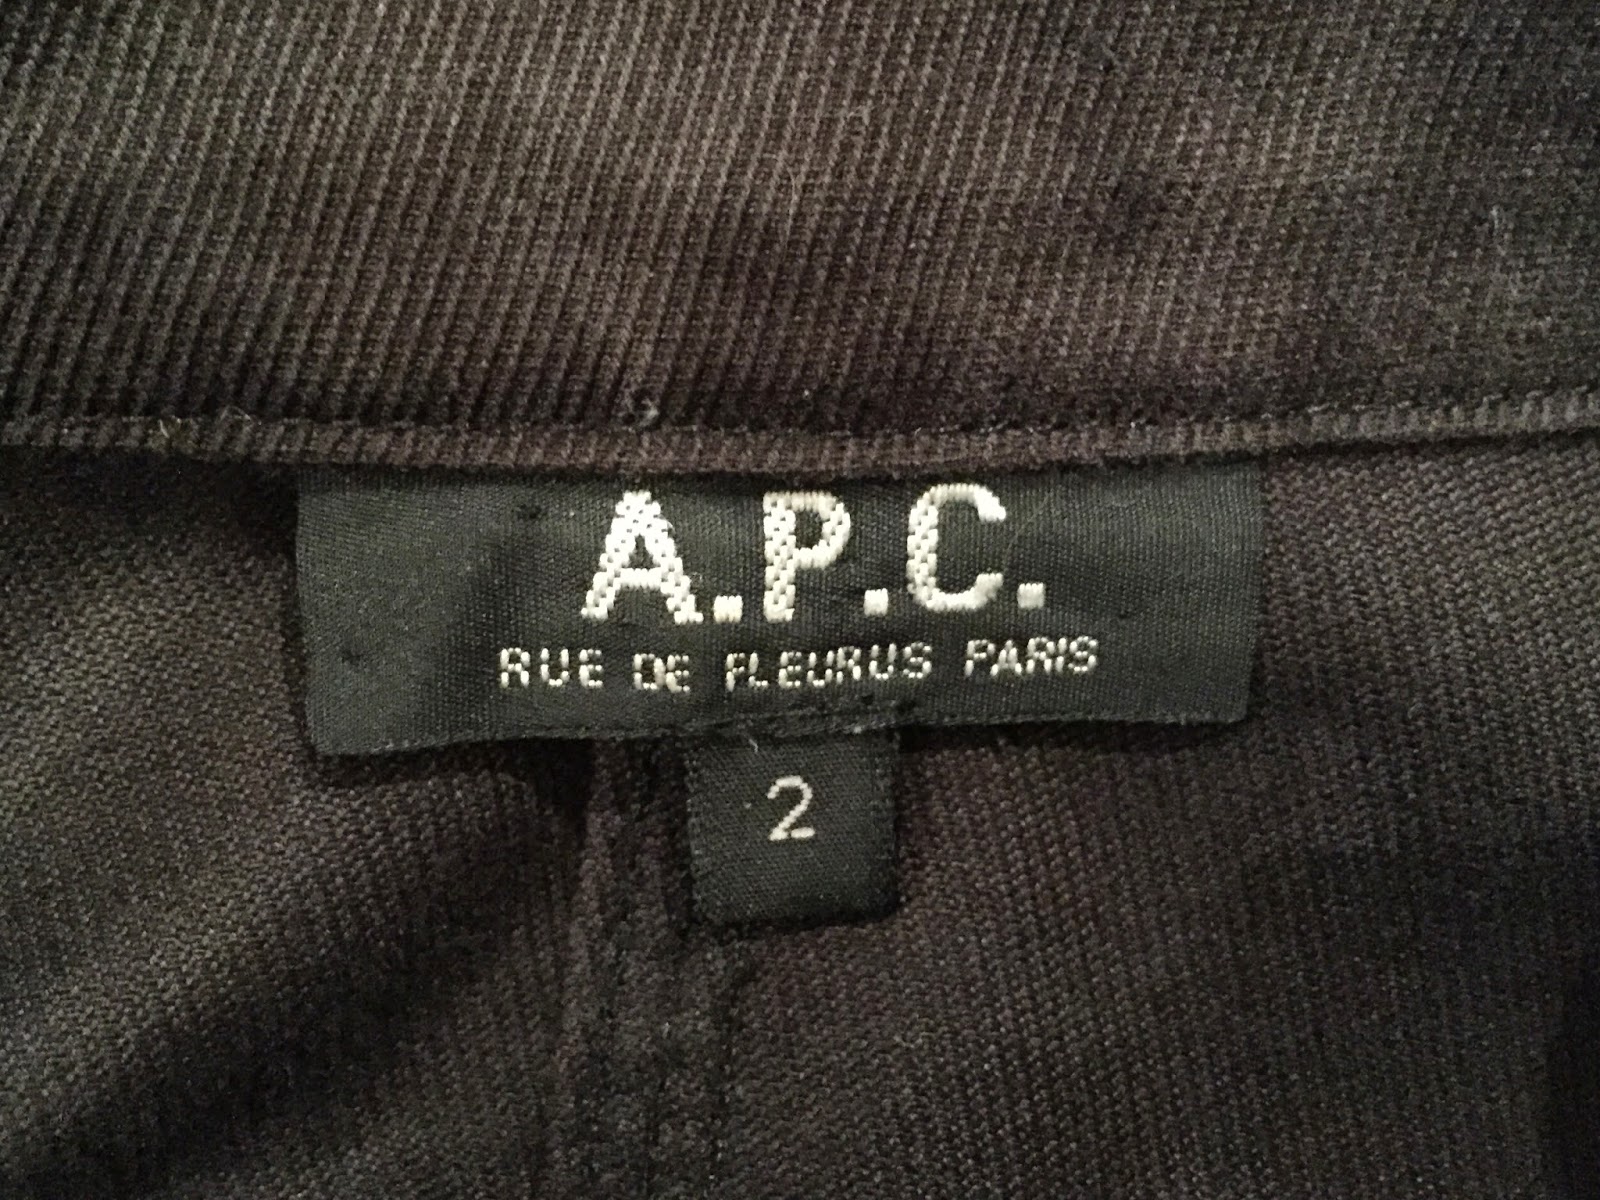 A.P.C.
RUE DE FLEURUS PARIS
2